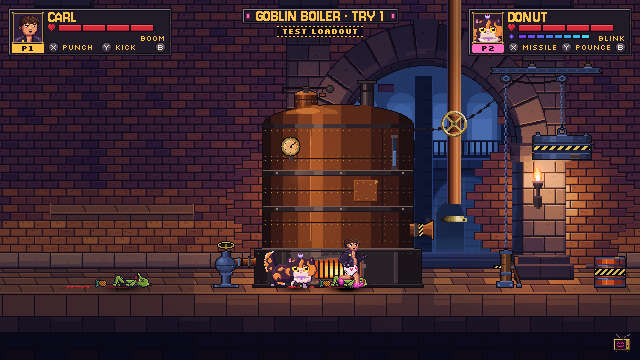 CARL
BOOM
P1
X PUNCH Y KICK B
GOBLIN BOILER · TRY 1
TEST LOADOUT
DONUT
BLINK
P2
X MISSILE Y POUNCE B